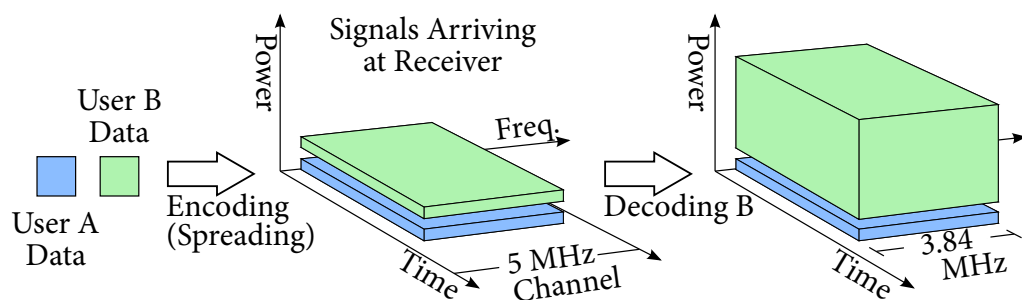 Signals Arriving
at Receiver
Power
Power
User B
Data
User A
Data
Encoding
(Spreading)
Freq.
Time
5 MHz
Channel
Decoding B
Time
3.84
MHz